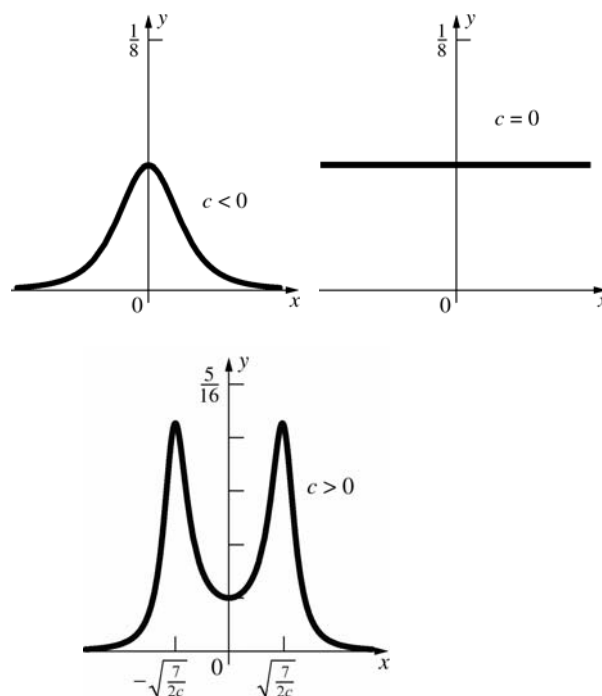 y
1/8
c < 0
0
x
y
1/8
c = 0
0
x
y
5/16
c > 0
−√(7/2c)
0
√(7/2c)
x